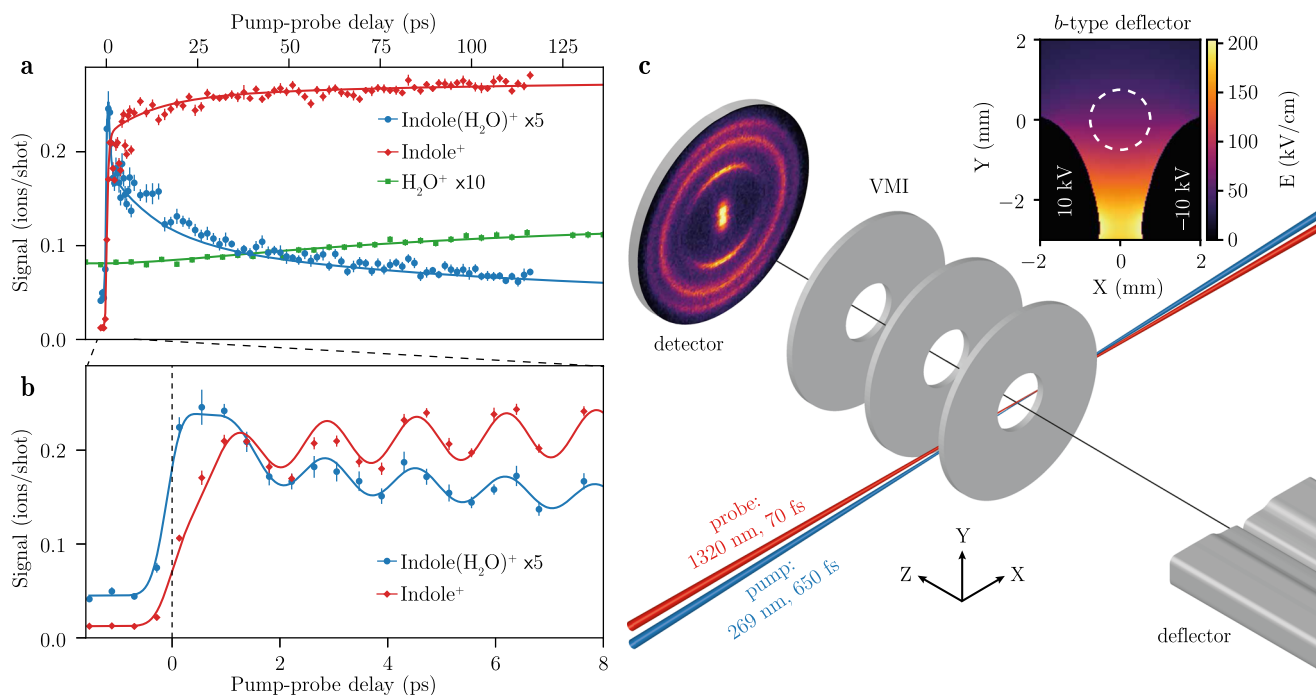 Pump-probe delay (ps)
0 25 50 75 100 125
a
Signal (ions/shot)
0.2
0.1
0.0
Indole(H₂O)⁺ x5
Indole⁺
H₂O⁺ x10
b
Signal (ions/shot)
0.2
0.1
0.0
Indole(H₂O)⁺ x5
Indole⁺
0 2 4 6 8
Pump-probe delay (ps)
c
detector
VMI
b-type deflector
Y (mm)
2
0
−2
10 kV
−10 kV
−2 0 2
X (mm)
200
150
100
50
0
E (kV/cm)
probe:
1320 nm, 70 fs
pump:
269 nm, 650 fs
Y
Z
X
deflector